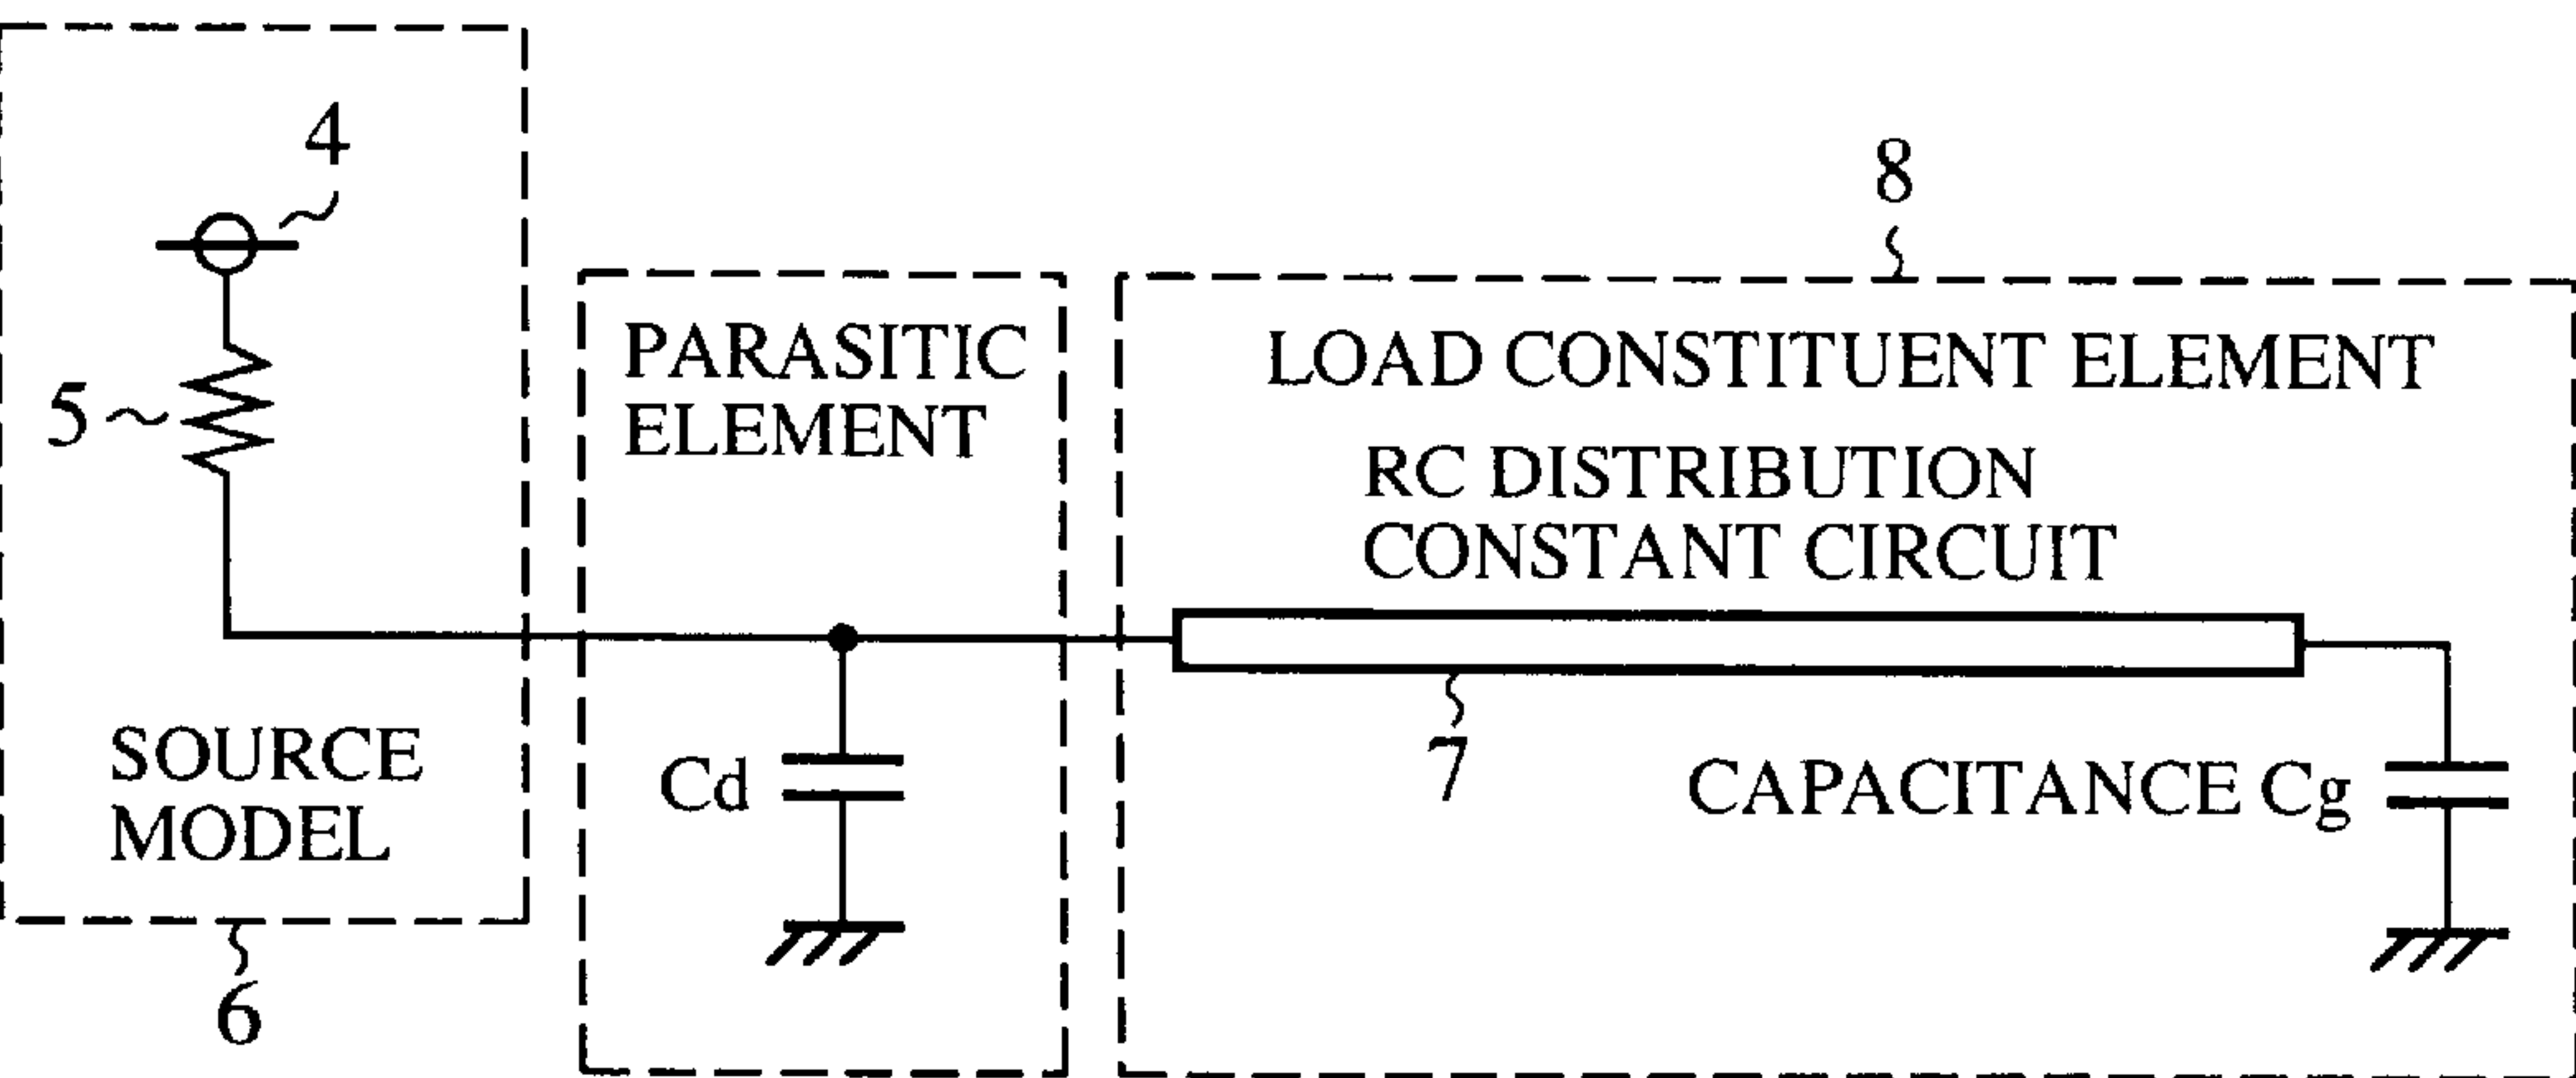 4
5
SOURCE
MODEL
6
PARASITIC
ELEMENT
Cd
8
LOAD CONSTITUENT ELEMENT
RC DISTRIBUTION
CONSTANT CIRCUIT
7
CAPACITANCE Cg